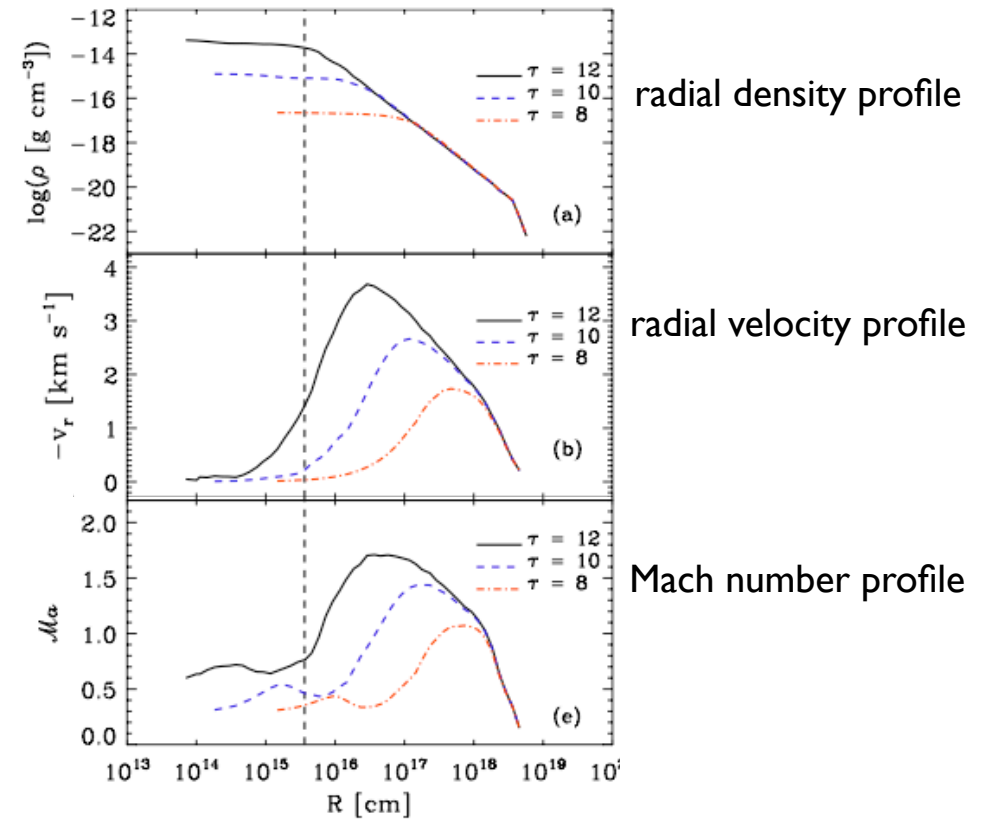 −12
−14
−16
−18
−20
−22
log(ρ [g cm⁻³])
τ = 12
τ = 10
τ = 8
(a)
radial density profile
4
3
2
1
0
−vᵣ [km s⁻¹]
τ = 12
τ = 10
τ = 8
(b)
radial velocity profile
2.0
1.5
1.0
0.5
0.0
ℳa
τ = 12
τ = 10
τ = 8
(e)
Mach number profile
10¹³ 10¹⁴ 10¹⁵ 10¹⁶ 10¹⁷ 10¹⁸ 10¹⁹
R [cm]